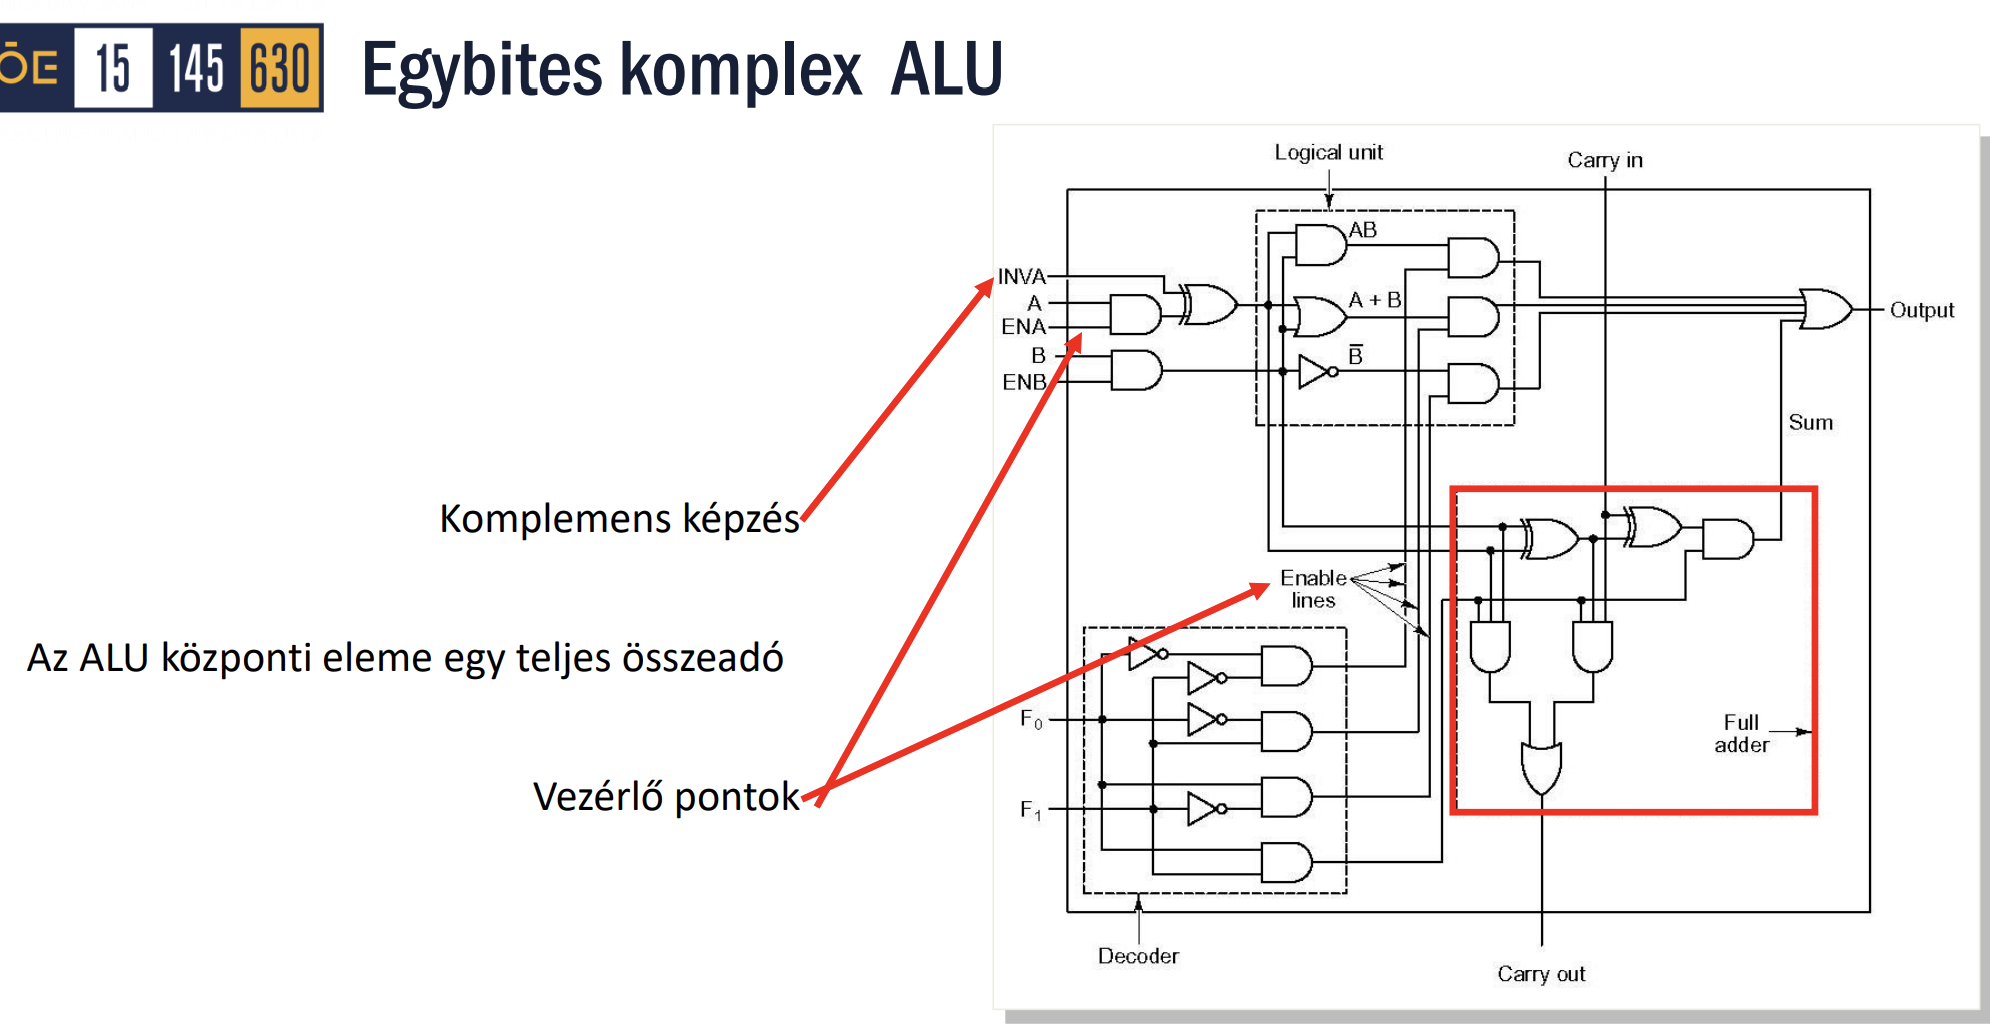 ŌE 15 145 630
Egybites komplex ALU
Logical unit
Carry in
AB
INVA
A
ENA
A + B
Output
B
B̅
ENB
Sum
Komplemens képzés
Enable
lines
Az ALU központi eleme egy teljes összeadó
F₀
Full
adder
Vezérlő pontok
F₁
Decoder
Carry out